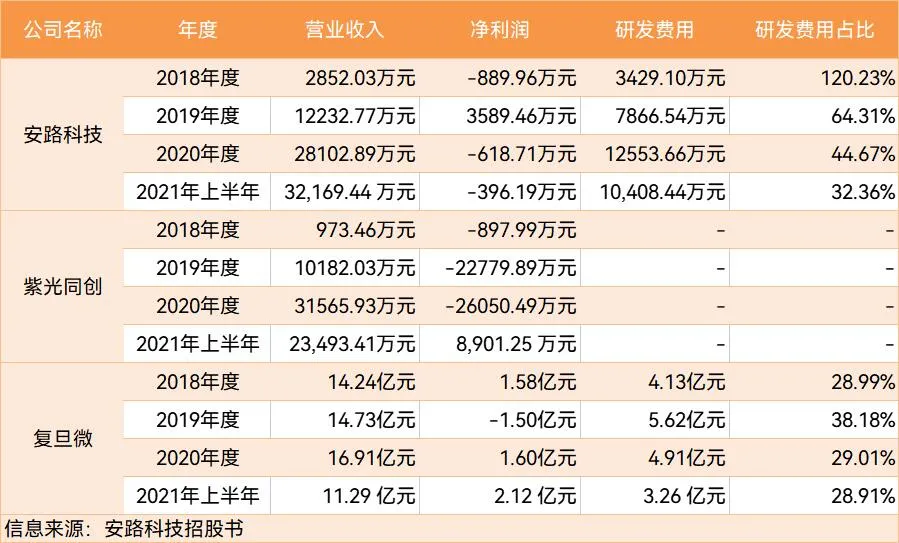 公司名称 年度 营业收入 净利润 研发费用 研发费用占比
安路科技 2018年度 2852.03万元 -889.96万元 3429.10万元 120.23%
2019年度 12232.77万元 3589.46万元 7866.54万元 64.31%
2020年度 28102.89万元 -618.71万元 12553.66万元 44.67%
2021年上半年 32,169.44 万元 -396.19万元 10,408.44万元 32.36%
紫光同创 2018年度 973.46万元 -897.99万元 - -
2019年度 10182.03万元 -22779.89万元 - -
2020年度 31565.93万元 -26050.49万元 - -
2021年上半年 23,493.41万元 8,901.25 万元 - -
复旦微 2018年度 14.24亿元 1.58亿元 4.13亿元 28.99%
2019年度 14.73亿元 -1.50亿元 5.62亿元 38.18%
2020年度 16.91亿元 1.60亿元 4.91亿元 29.01%
2021年上半年 11.29 亿元 2.12 亿元 3.26 亿元 28.91%
信息来源：安路科技招股书